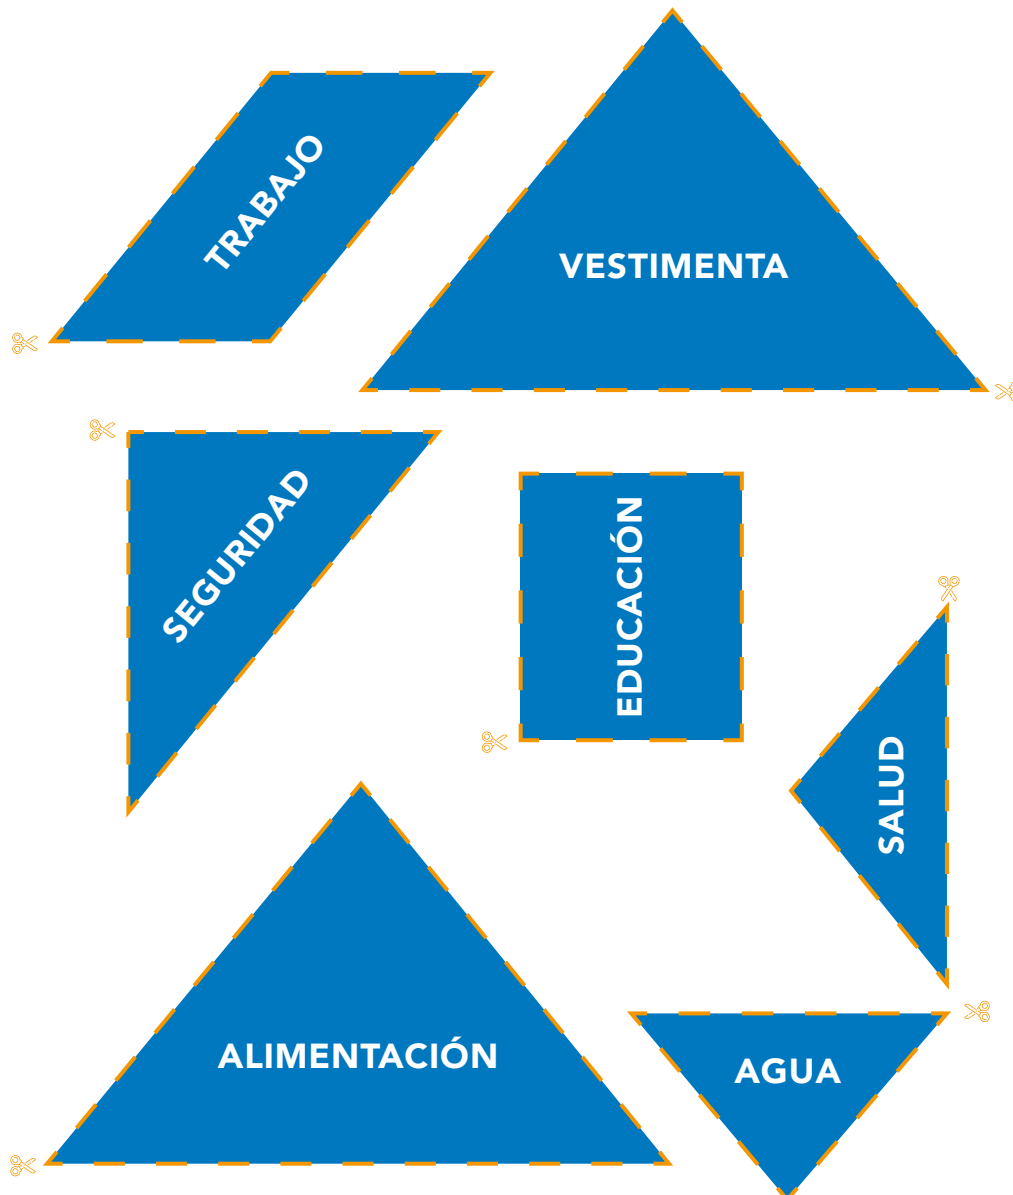 TRABAJO
VESTIMENTA
SEGURIDAD
EDUCACIÓN
SALUD
ALIMENTACIÓN
AGUA